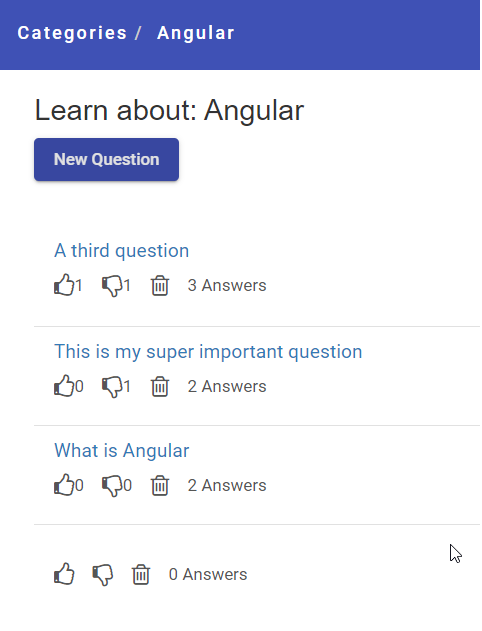 Categories / Angular
Learn about: Angular
New Question
A third question
1 1 3 Answers
This is my super important question
0 1 2 Answers
What is Angular
0 0 2 Answers
0 Answers